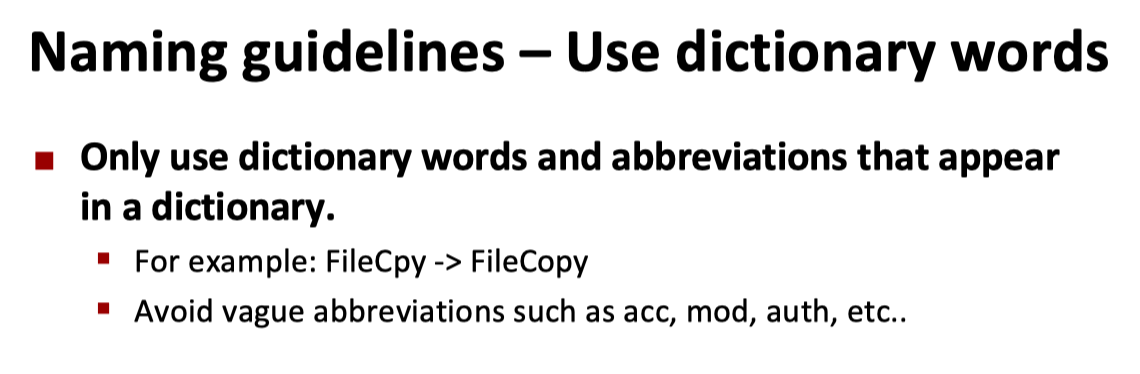 Naming guidelines – Use dictionary words
Only use dictionary words and abbreviations that appear
in a dictionary.
For example: FileCpy -> FileCopy
Avoid vague abbreviations such as acc, mod, auth, etc..